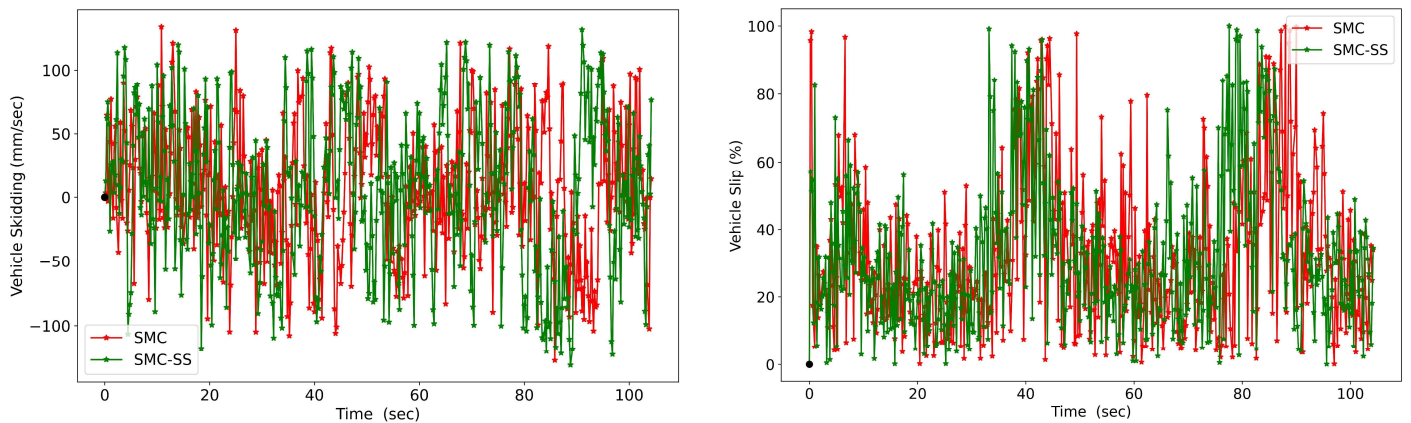 Vehicle Skidding (mm/sec)
100
50
0
−50
−100
SMC
SMC-SS
0 20 40 60 80 100
Time (sec)
Vehicle Slip (%)
100
80
60
40
20
0
SMC
SMC-SS
0 20 40 60 80 100
Time (sec)